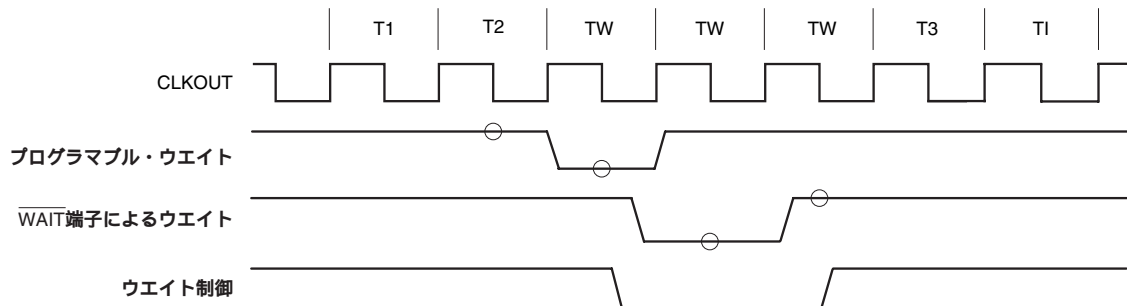 T1 T2 TW TW TW T3 TI
CLKOUT
プログラマブル・ウエイト
WAIT端子によるウエイト
ウエイト制御